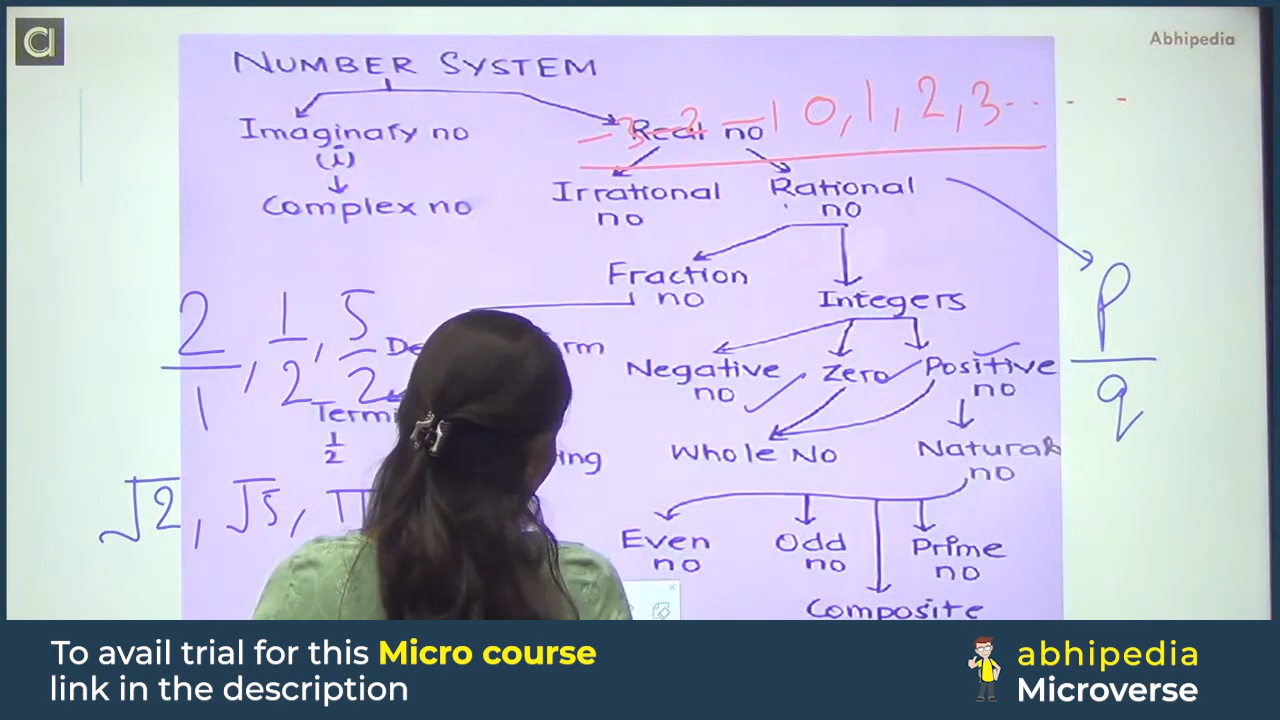 Abhipedia
NUMBER SYSTEM
-3 -2 -1 0, 1, 2, 3 - - - - -
Imaginary no
(i)
Complex no
Real no
Irrational no
Rational no
P
q
Fraction no
Integers
2
1
, 1
2
, 5
2
Negative no
Zero
Positive no
1
2
Whole No
Natural no
√2, √5, π
Even no
Odd no
Prime no
Composite
To avail trial for this Micro course
link in the description
abhipedia
Microverse